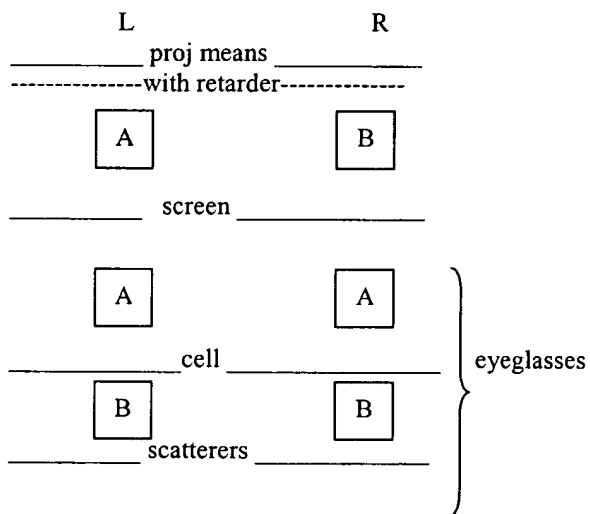 L R
proj means
with retarder
A B
screen
A A
cell
eyeglasses
B B
scatterers